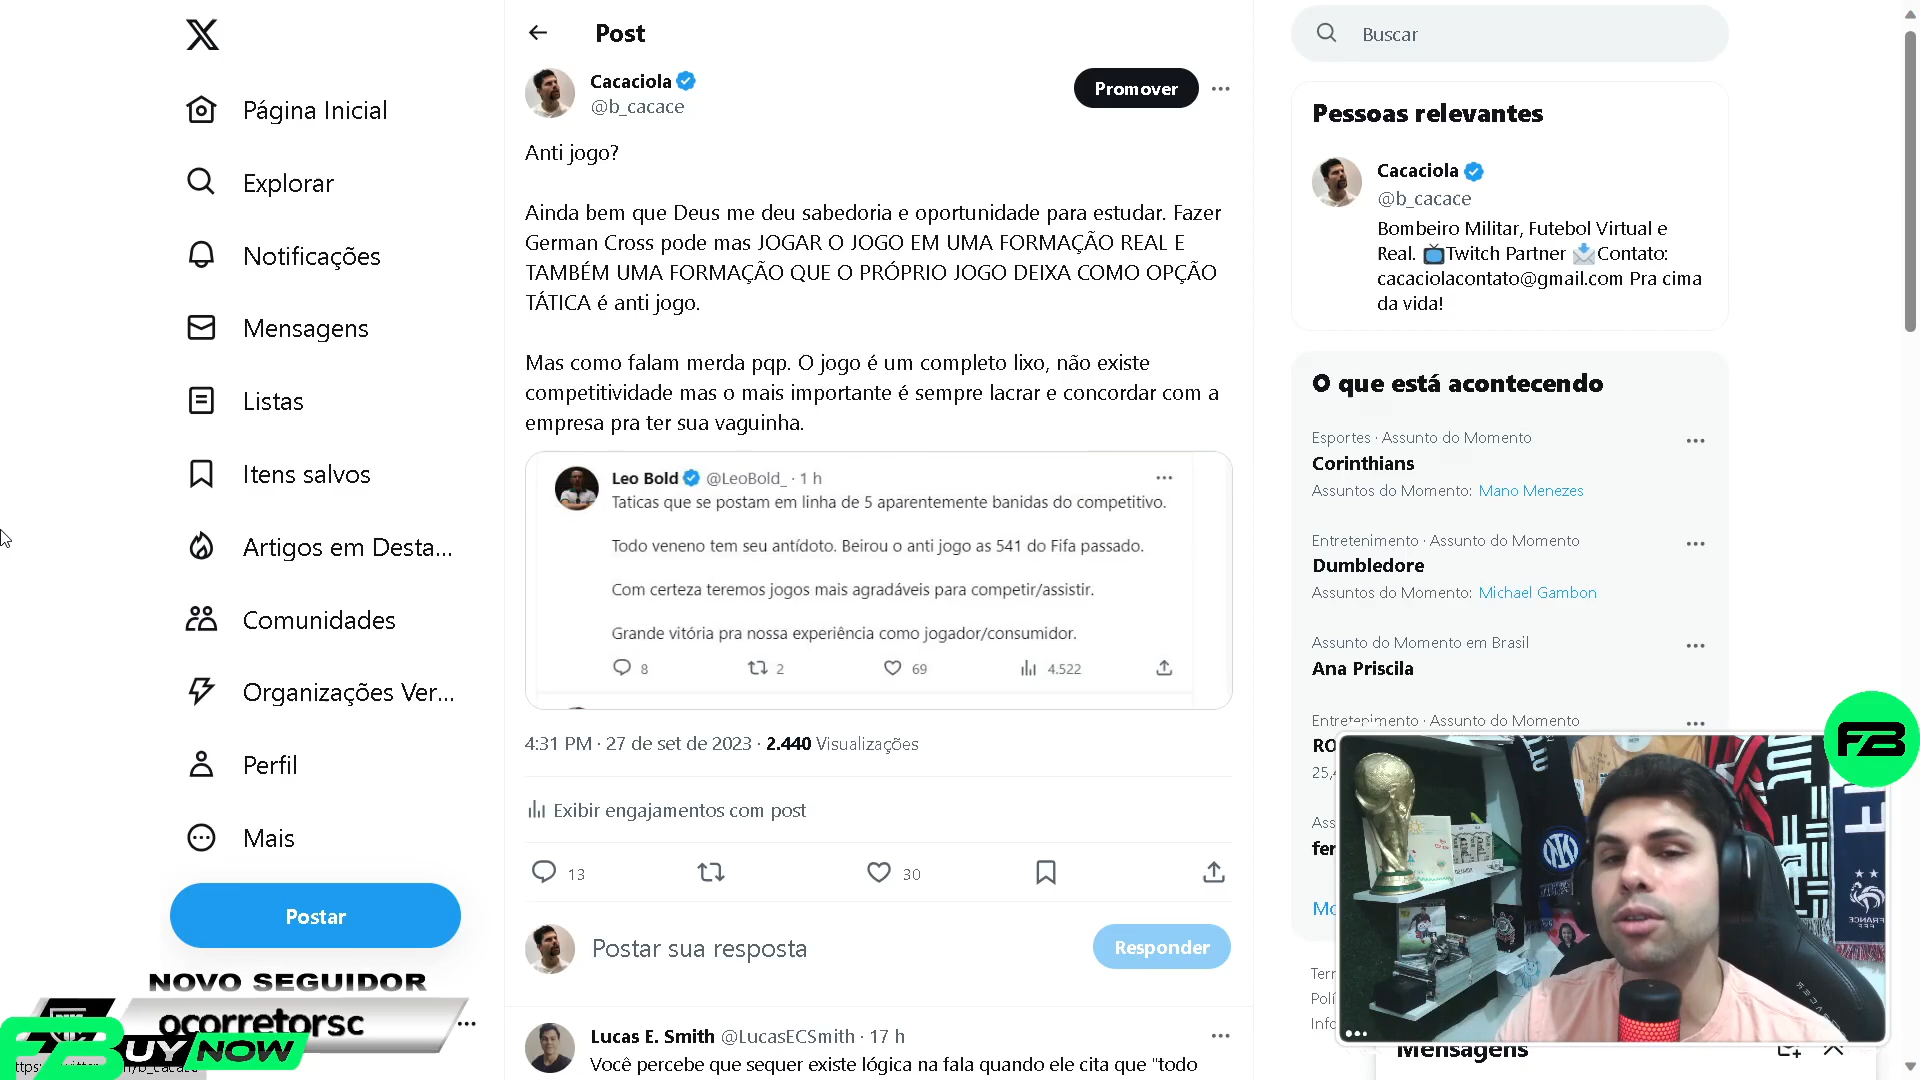 Post
Buscar
Cacaciola
@b_cacace
Promover
Página Inicial
Explorar
Notificações
Mensagens
Listas
Itens salvos
Artigos em Desta...
Comunidades
Organizações Ver...
Perfil
Mais
Postar
Anti jogo?
Ainda bem que Deus me deu sabedoria e oportunidade para estudar. Fazer
German Cross pode mas JOGAR O JOGO EM UMA FORMAÇÃO REAL E
TAMBÉM UMA FORMAÇÃO QUE O PRÓPRIO JOGO DEIXA COMO OPÇÃO
TÁTICA é anti jogo.
Mas como falam merda pqp. O jogo é um completo lixo, não existe
competitividade mas o mais importante é sempre lacrar e concordar com a
empresa pra ter sua vaguinha.
Leo Bold @LeoBold_ · 1 h
Taticas que se postam em linha de 5 aparentemente banidas do competitivo.
Todo veneno tem seu antídoto. Beirou o anti jogo as 541 do Fifa passado.
Com certeza teremos jogos mais agradáveis para competir/assistir.
Grande vitória pra nossa experiência como jogador/consumidor.
8 2 69 4.522
4:31 PM · 27 de set de 2023 · 2.440 Visualizações
Exibir engajamentos com post
13 30
Postar sua resposta
Responder
Lucas E. Smith @LucasECSmith · 17 h
Você percebe que sequer existe lógica na fala quando ele cita que "todo
Pessoas relevantes
Cacaciola
@b_cacace
Bombeiro Militar, Futebol Virtual e
Real. Twitch Partner Contato:
cacaciolacontato@gmail.com Pra cima
da vida!
O que está acontecendo
Esportes · Assunto do Momento
Corinthians
Assuntos do Momento: Mano Menezes
Entretenimento · Assunto do Momento
Dumbledore
Assuntos do Momento: Michael Gambon
Assunto do Momento em Brasil
Ana Priscila
Entretenimento · Assunto do Momento
RO
25,4
Ass
fer
Mo
Terr
Polí
Info
Mensagens
NOVO SEGUIDOR
ocorretorsc
BUY NOW
FB
FRANCE